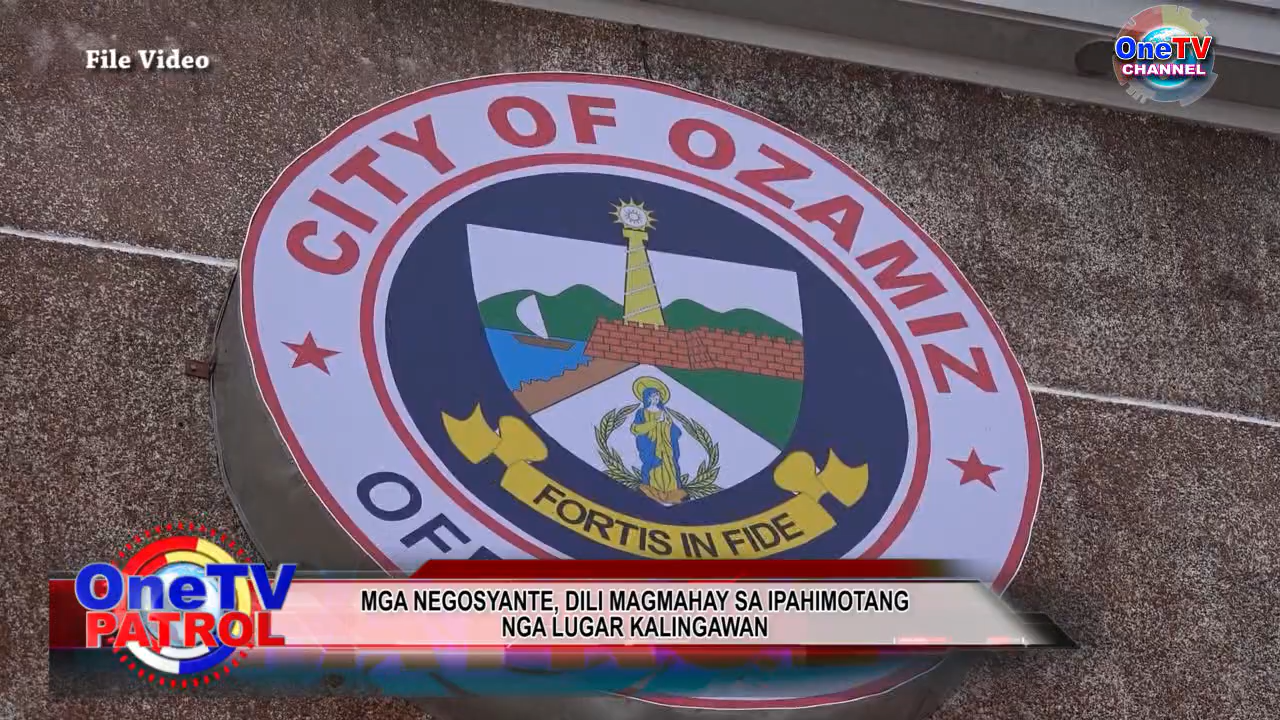 File Video
OneTV
CHANNEL
CITY OF OZAMIZ
FORTIS IN FIDE
OneTV
PATROL
MGA NEGOSYANTE, DILI MAGMAHAY SA IPAHIMOTANG
NGA LUGAR KALINGAWAN